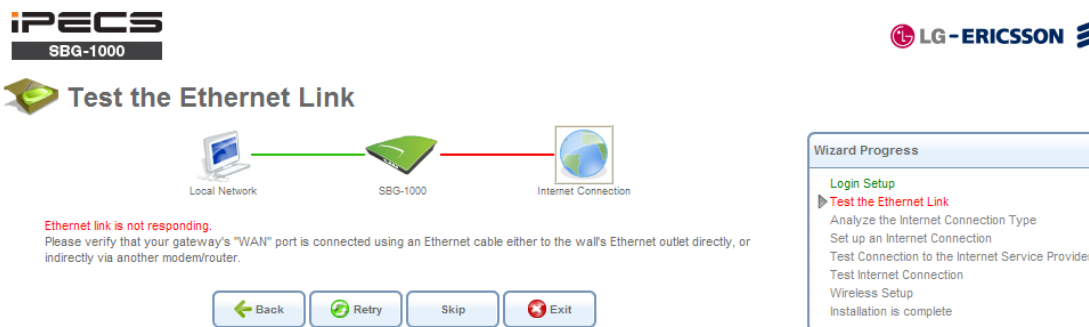 iPECS
SBG-1000
LG-ERICSSON
Test the Ethernet Link
Local Network
SBG-1000
Internet Connection
Ethernet link is not responding.
Please verify that your gateway's "WAN" port is connected using an Ethernet cable either to the wall's Ethernet outlet directly, or
indirectly via another modem/router.
Back
Retry
Skip
Exit
Wizard Progress
Login Setup
Test the Ethernet Link
Analyze the Internet Connection Type
Set up an Internet Connection
Test Connection to the Internet Service Provider
Test Internet Connection
Wireless Setup
Installation is complete